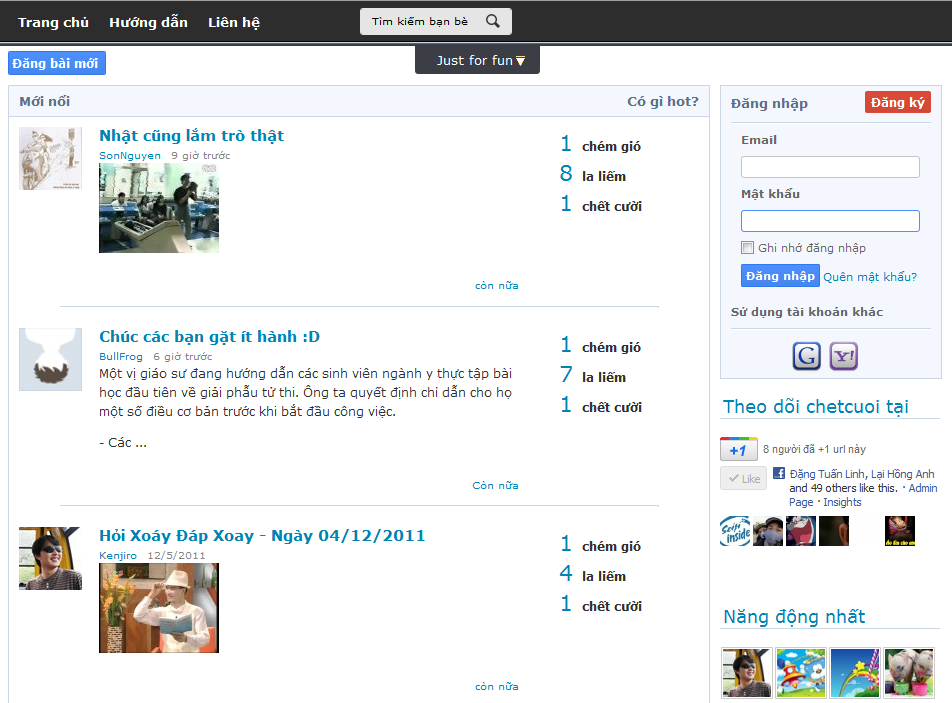 Trang chủ Hướng dẫn Liên hệ Tìm kiếm bạn bè
Đăng bài mới
Just for fun
Mới nổi Có gì hot?
Nhật cũng lắm trò thật
SonNguyen 9 giờ trước
1 chém gió
8 la liếm
1 chết cười
còn nữa
Chúc các bạn gặt ít hành :D
BullFrog 6 giờ trước
Một vị giáo sư đang hướng dẫn các sinh viên ngành y thực tập bài
học đầu tiên về giải phẫu tử thi. Ông ta quyết định chỉ dẫn cho họ
một số điều cơ bản trước khi bắt đầu công việc.
- Các ...
1 chém gió
7 la liếm
1 chết cười
Còn nữa
Hỏi Xoáy Đáp Xoay - Ngày 04/12/2011
Kenjiro 12/5/2011
1 chém gió
4 la liếm
1 chết cười
còn nữa
Đăng nhập Đăng ký
Email
Mật khẩu
Ghi nhớ đăng nhập
Đăng nhập Quên mật khẩu?
Sử dụng tài khoản khác
G Y!
Theo dõi chetcuoi tại
+1 8 người đã +1 url này
Like Đặng Tuấn Linh, Lại Hồng Anh
and 49 others like this. · Admin
Page · Insights
inside
Năng động nhất